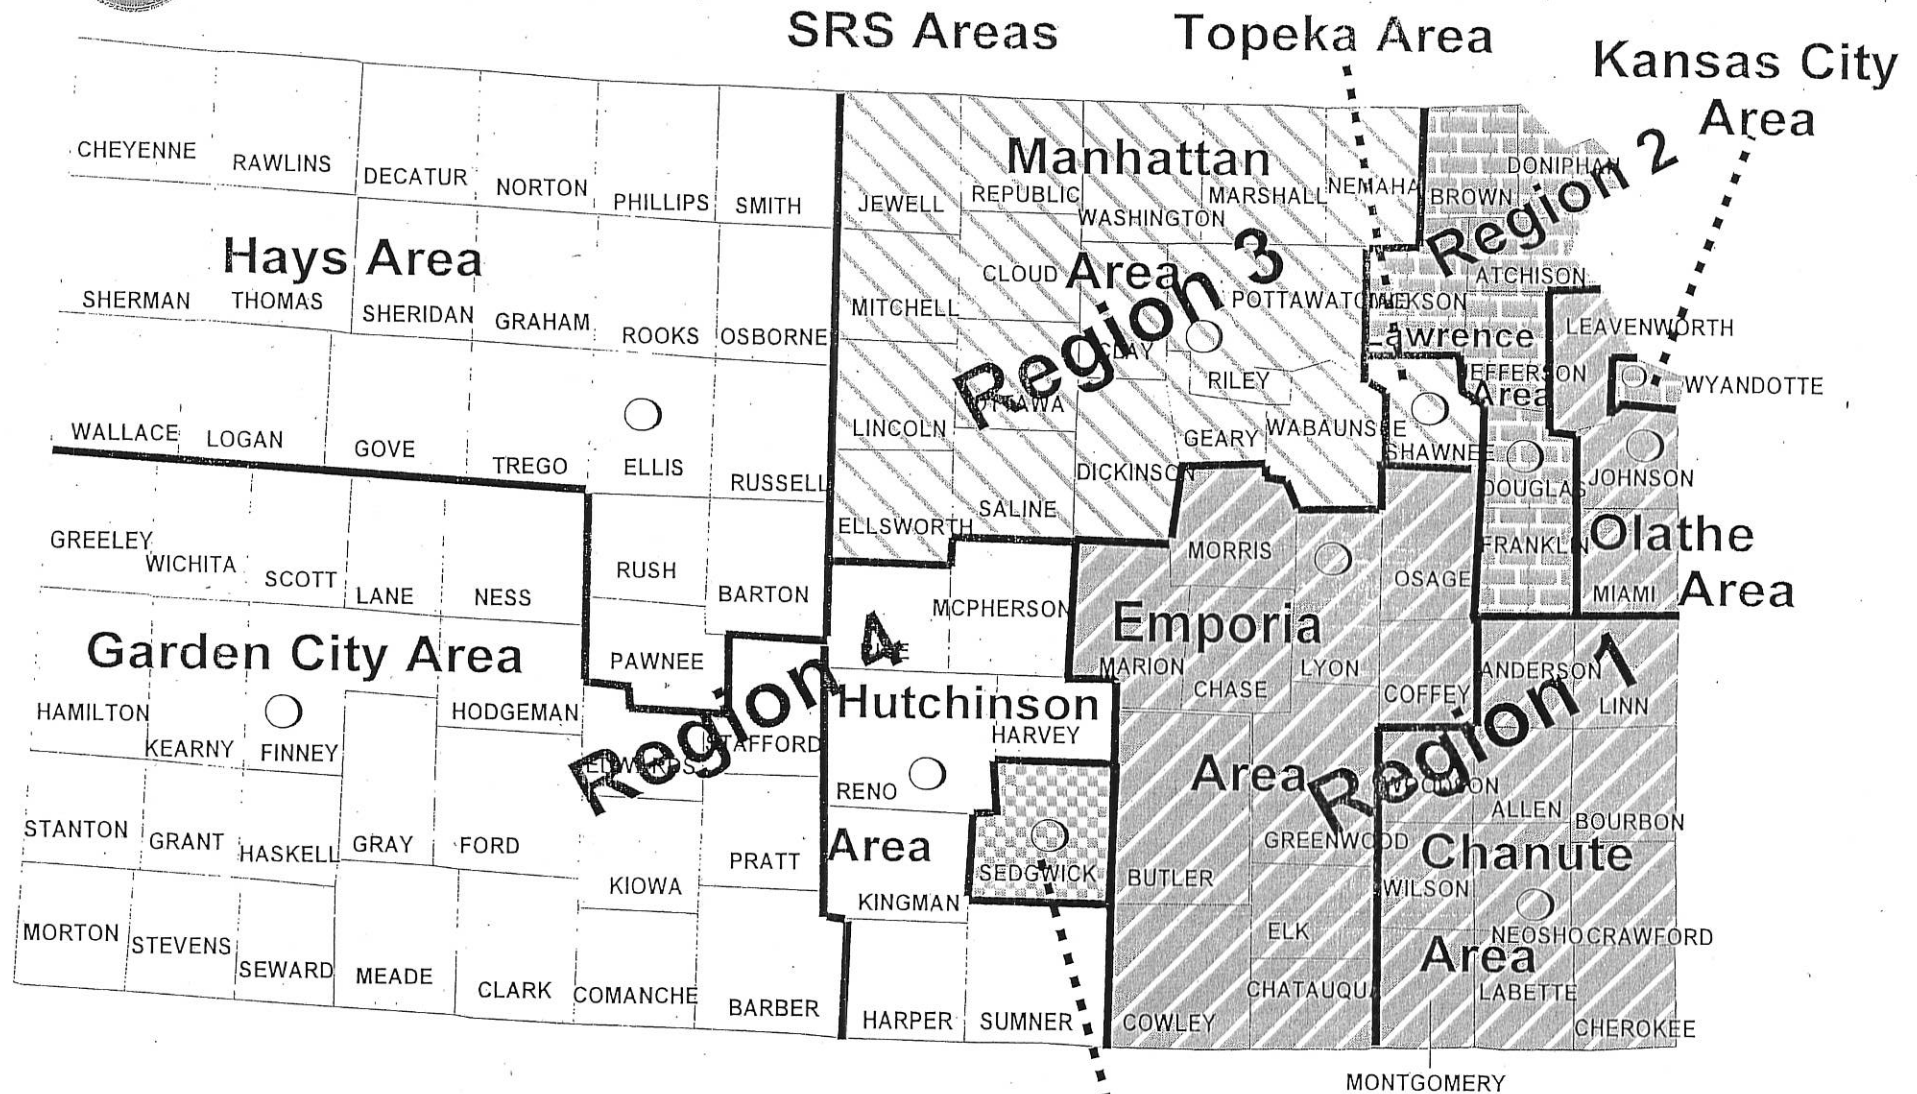 SRS Areas
Topeka Area
Kansas City
Area
Manhattan
Area
Region 3
Region 2
Hays Area
Lawrence
Area
Olathe
Area
Garden City Area
Region 4
Hutchinson
Area
Emporia
Area
Region 1
Chanute
Area
CHEYENNE
RAWLINS
DECATUR
NORTON
PHILLIPS
SMITH
JEWELL
REPUBLIC
WASHINGTON
MARSHALL
NEMAHA
BROWN
DONIPHAN
SHERMAN
THOMAS
SHERIDAN
GRAHAM
ROOKS
OSBORNE
MITCHELL
CLOUD
CLAY
RILEY
POTTAWATOMIE
JACKSON
ATCHISON
JEFFERSON
LEAVENWORTH
WYANDOTTE
WALLACE
LOGAN
GOVE
TREGO
ELLIS
RUSSELL
LINCOLN
OTTAWA
GEARY
WABAUNSEE
SHAWNEE
DOUGLAS
JOHNSON
DICKINSON
SALINE
ELLSWORTH
GREELEY
WICHITA
SCOTT
LANE
NESS
RUSH
BARTON
MCPHERSON
MORRIS
OSAGE
FRANKLIN
MIAMI
PAWNEE
MARION
CHASE
LYON
COFFEY
ANDERSON
LINN
HAMILTON
KEARNY
FINNEY
HODGEMAN
EDWARDS
STAFFORD
RENO
HARVEY
STANTON
GRANT
HASKELL
GRAY
FORD
KIOWA
PRATT
KINGMAN
SEDGWICK
BUTLER
GREENWOOD
WOODSON
ALLEN
BOURBON
WILSON
NEOSHO
CRAWFORD
MORTON
STEVENS
SEWARD
MEADE
CLARK
COMANCHE
BARBER
HARPER
SUMNER
COWLEY
ELK
CHATAUQUA
LABETTE
CHEROKEE
MONTGOMERY